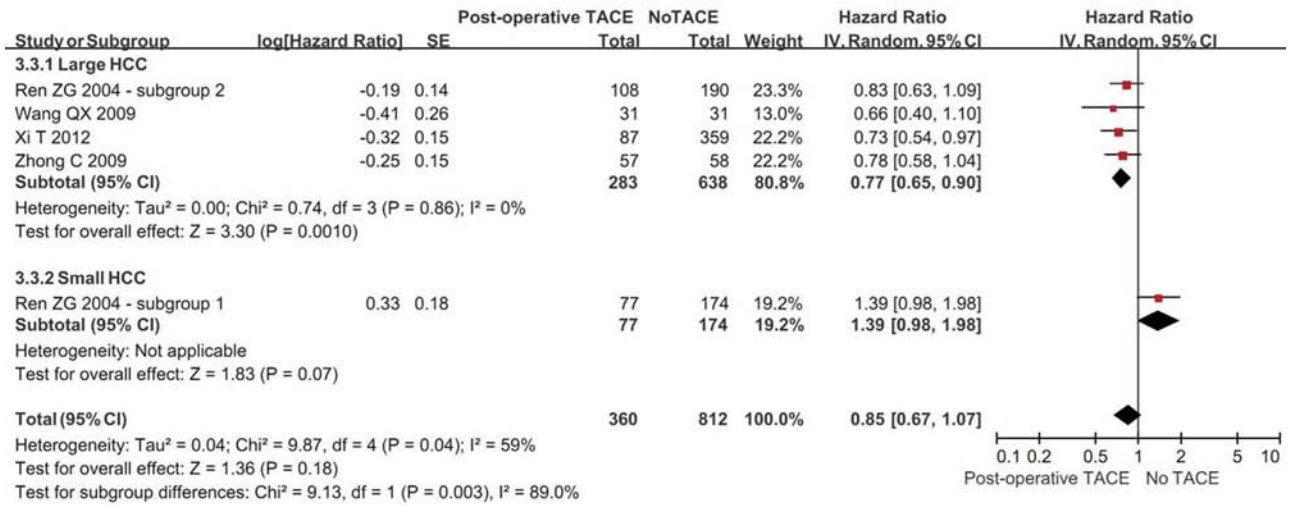 Post-operative TACE NoTACE Hazard Ratio Hazard Ratio
Study or Subgroup log[Hazard Ratio] SE Total Total Weight IV, Random, 95% CI IV, Random, 95% CI
3.3.1 Large HCC
Ren ZG 2004 - subgroup 2 -0.19 0.14 108 190 23.3% 0.83 [0.63, 1.09]
Wang QX 2009 -0.41 0.26 31 31 13.0% 0.66 [0.40, 1.10]
Xi T 2012 -0.32 0.15 87 359 22.2% 0.73 [0.54, 0.97]
Zhong C 2009 -0.25 0.15 57 58 22.2% 0.78 [0.58, 1.04]
Subtotal (95% CI) 283 638 80.8% 0.77 [0.65, 0.90]
Heterogeneity: Tau² = 0.00; Chi² = 0.74, df = 3 (P = 0.86); I² = 0%
Test for overall effect: Z = 3.30 (P = 0.0010)
3.3.2 Small HCC
Ren ZG 2004 - subgroup 1 0.33 0.18 77 174 19.2% 1.39 [0.98, 1.98]
Subtotal (95% CI) 77 174 19.2% 1.39 [0.98, 1.98]
Heterogeneity: Not applicable
Test for overall effect: Z = 1.83 (P = 0.07)
Total (95% CI) 360 812 100.0% 0.85 [0.67, 1.07]
Heterogeneity: Tau² = 0.04; Chi² = 9.87, df = 4 (P = 0.04); I² = 59%
Test for overall effect: Z = 1.36 (P = 0.18)
Test for subgroup differences: Chi² = 9.13, df = 1 (P = 0.003), I² = 89.0%
0.1 0.2 0.5 1 2 5 10
Post-operative TACE No TACE